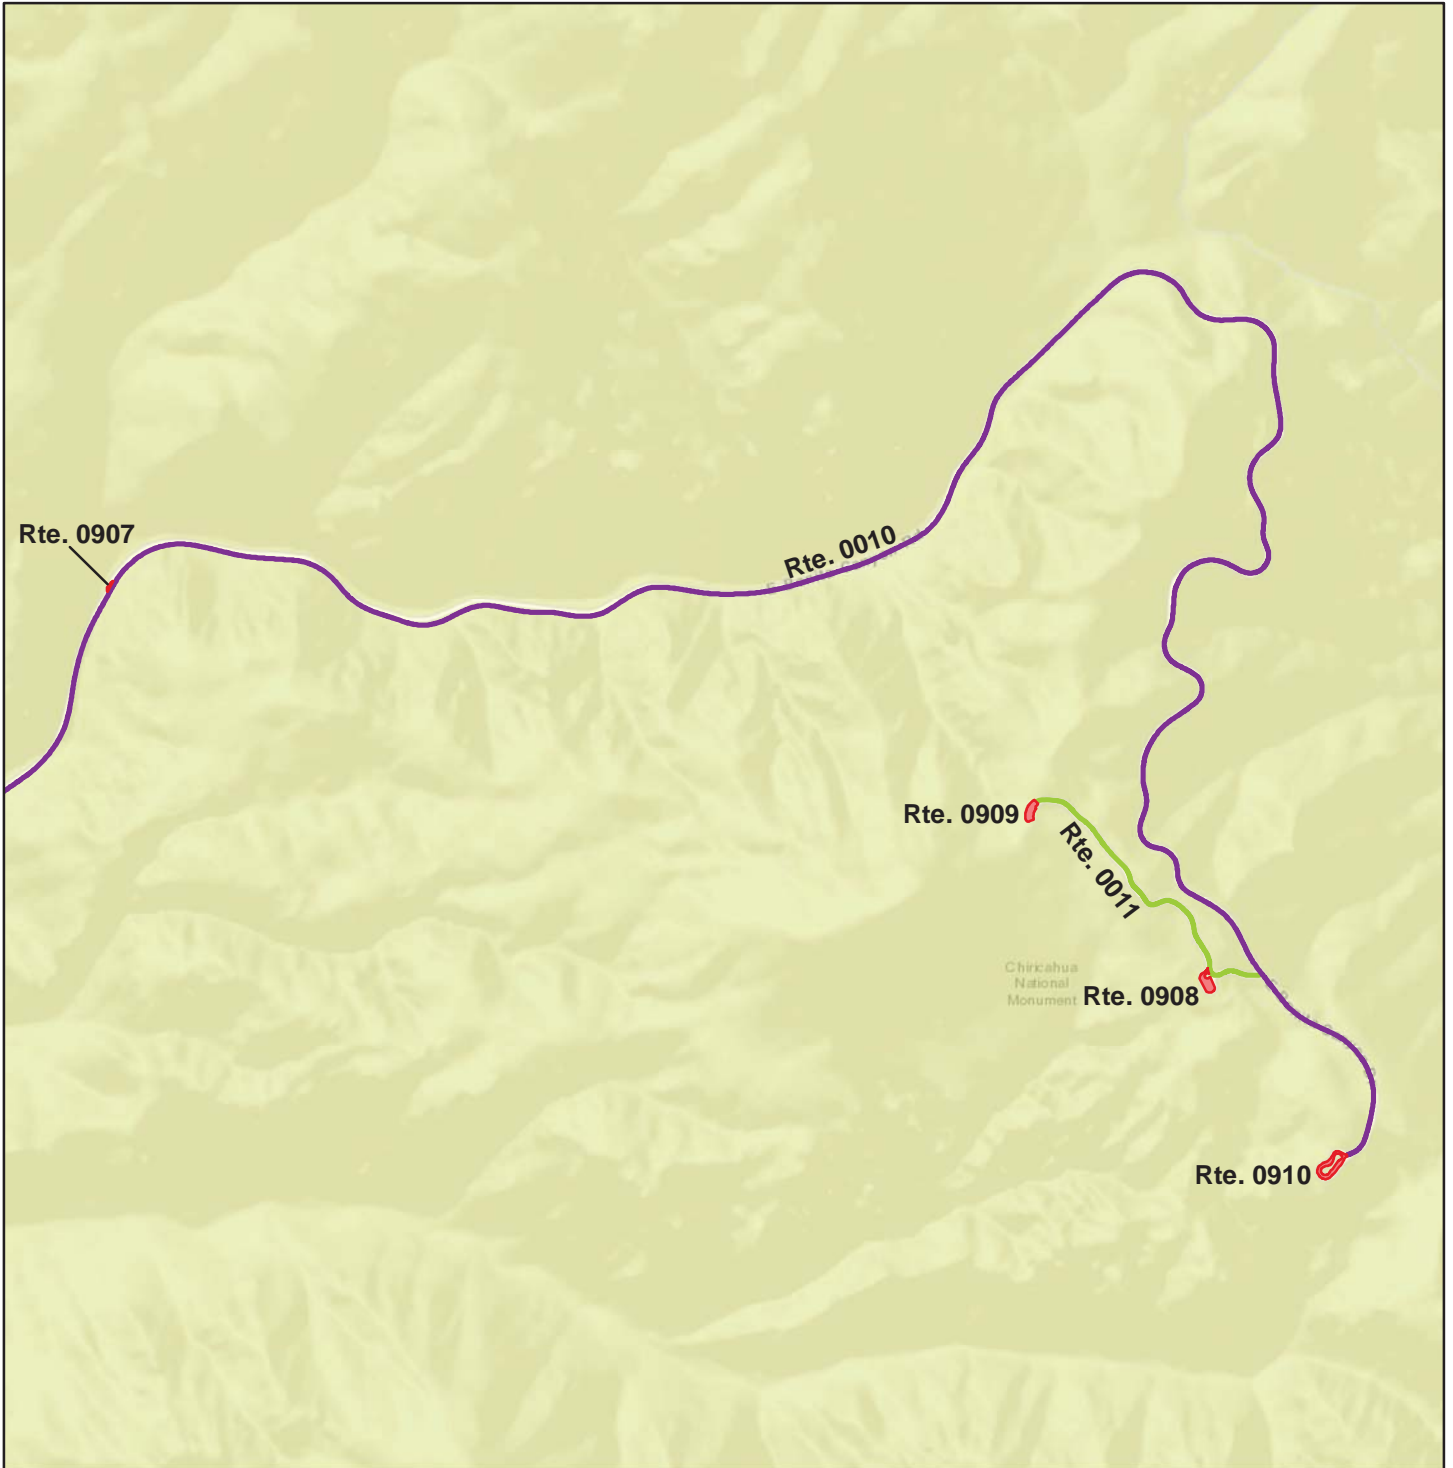 Rte. 0907
Rte. 0010
Rte. 0909
Rte. 0011
Chiricahua
National
Monument
Rte. 0908
Rte. 0910